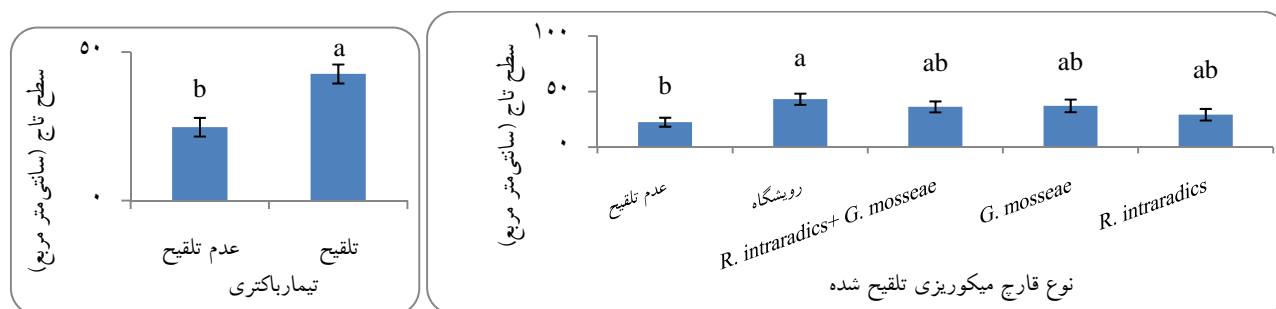 سطح تاج (سانتی‌متر مربع)
۵۰
۰
b
a
عدم تلقیح
تلقیح
تیمارباکتری
سطح تاج (سانتی‌متر مربع)
۱۰۰
۵۰
۰
b
a
ab
ab
ab
عدم تلقیح
رویشگاه
R. intraradics+ G. mosseae
G. mosseae
R. intraradics
نوع قارچ میکوریزی تلقیح شده